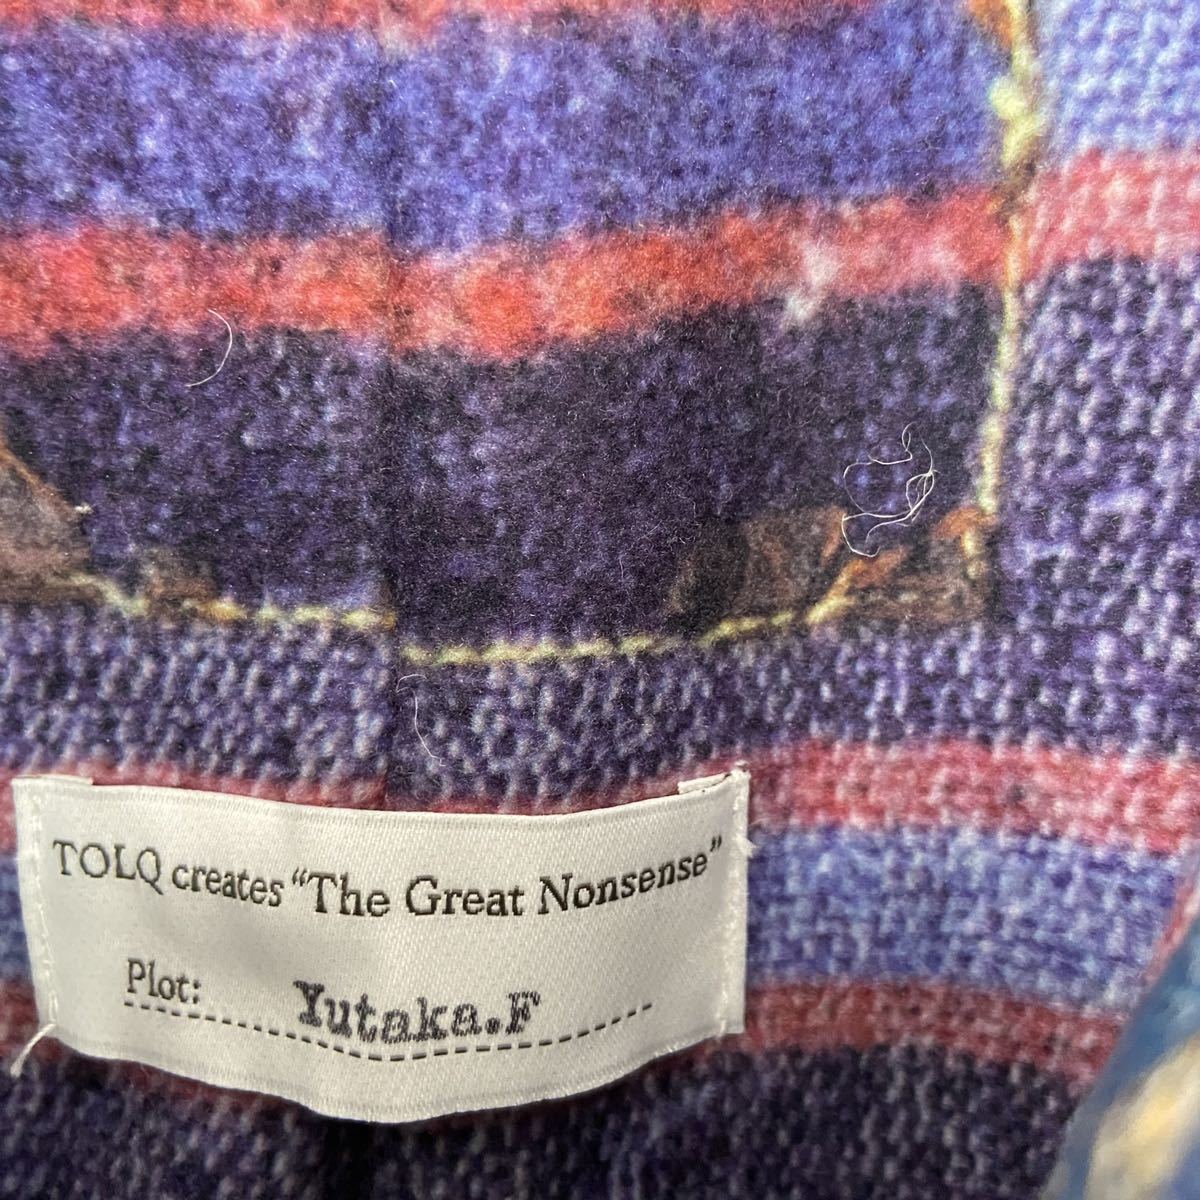 TOLQ creates “The Great Nonsense”
Plot: Yutaka.F